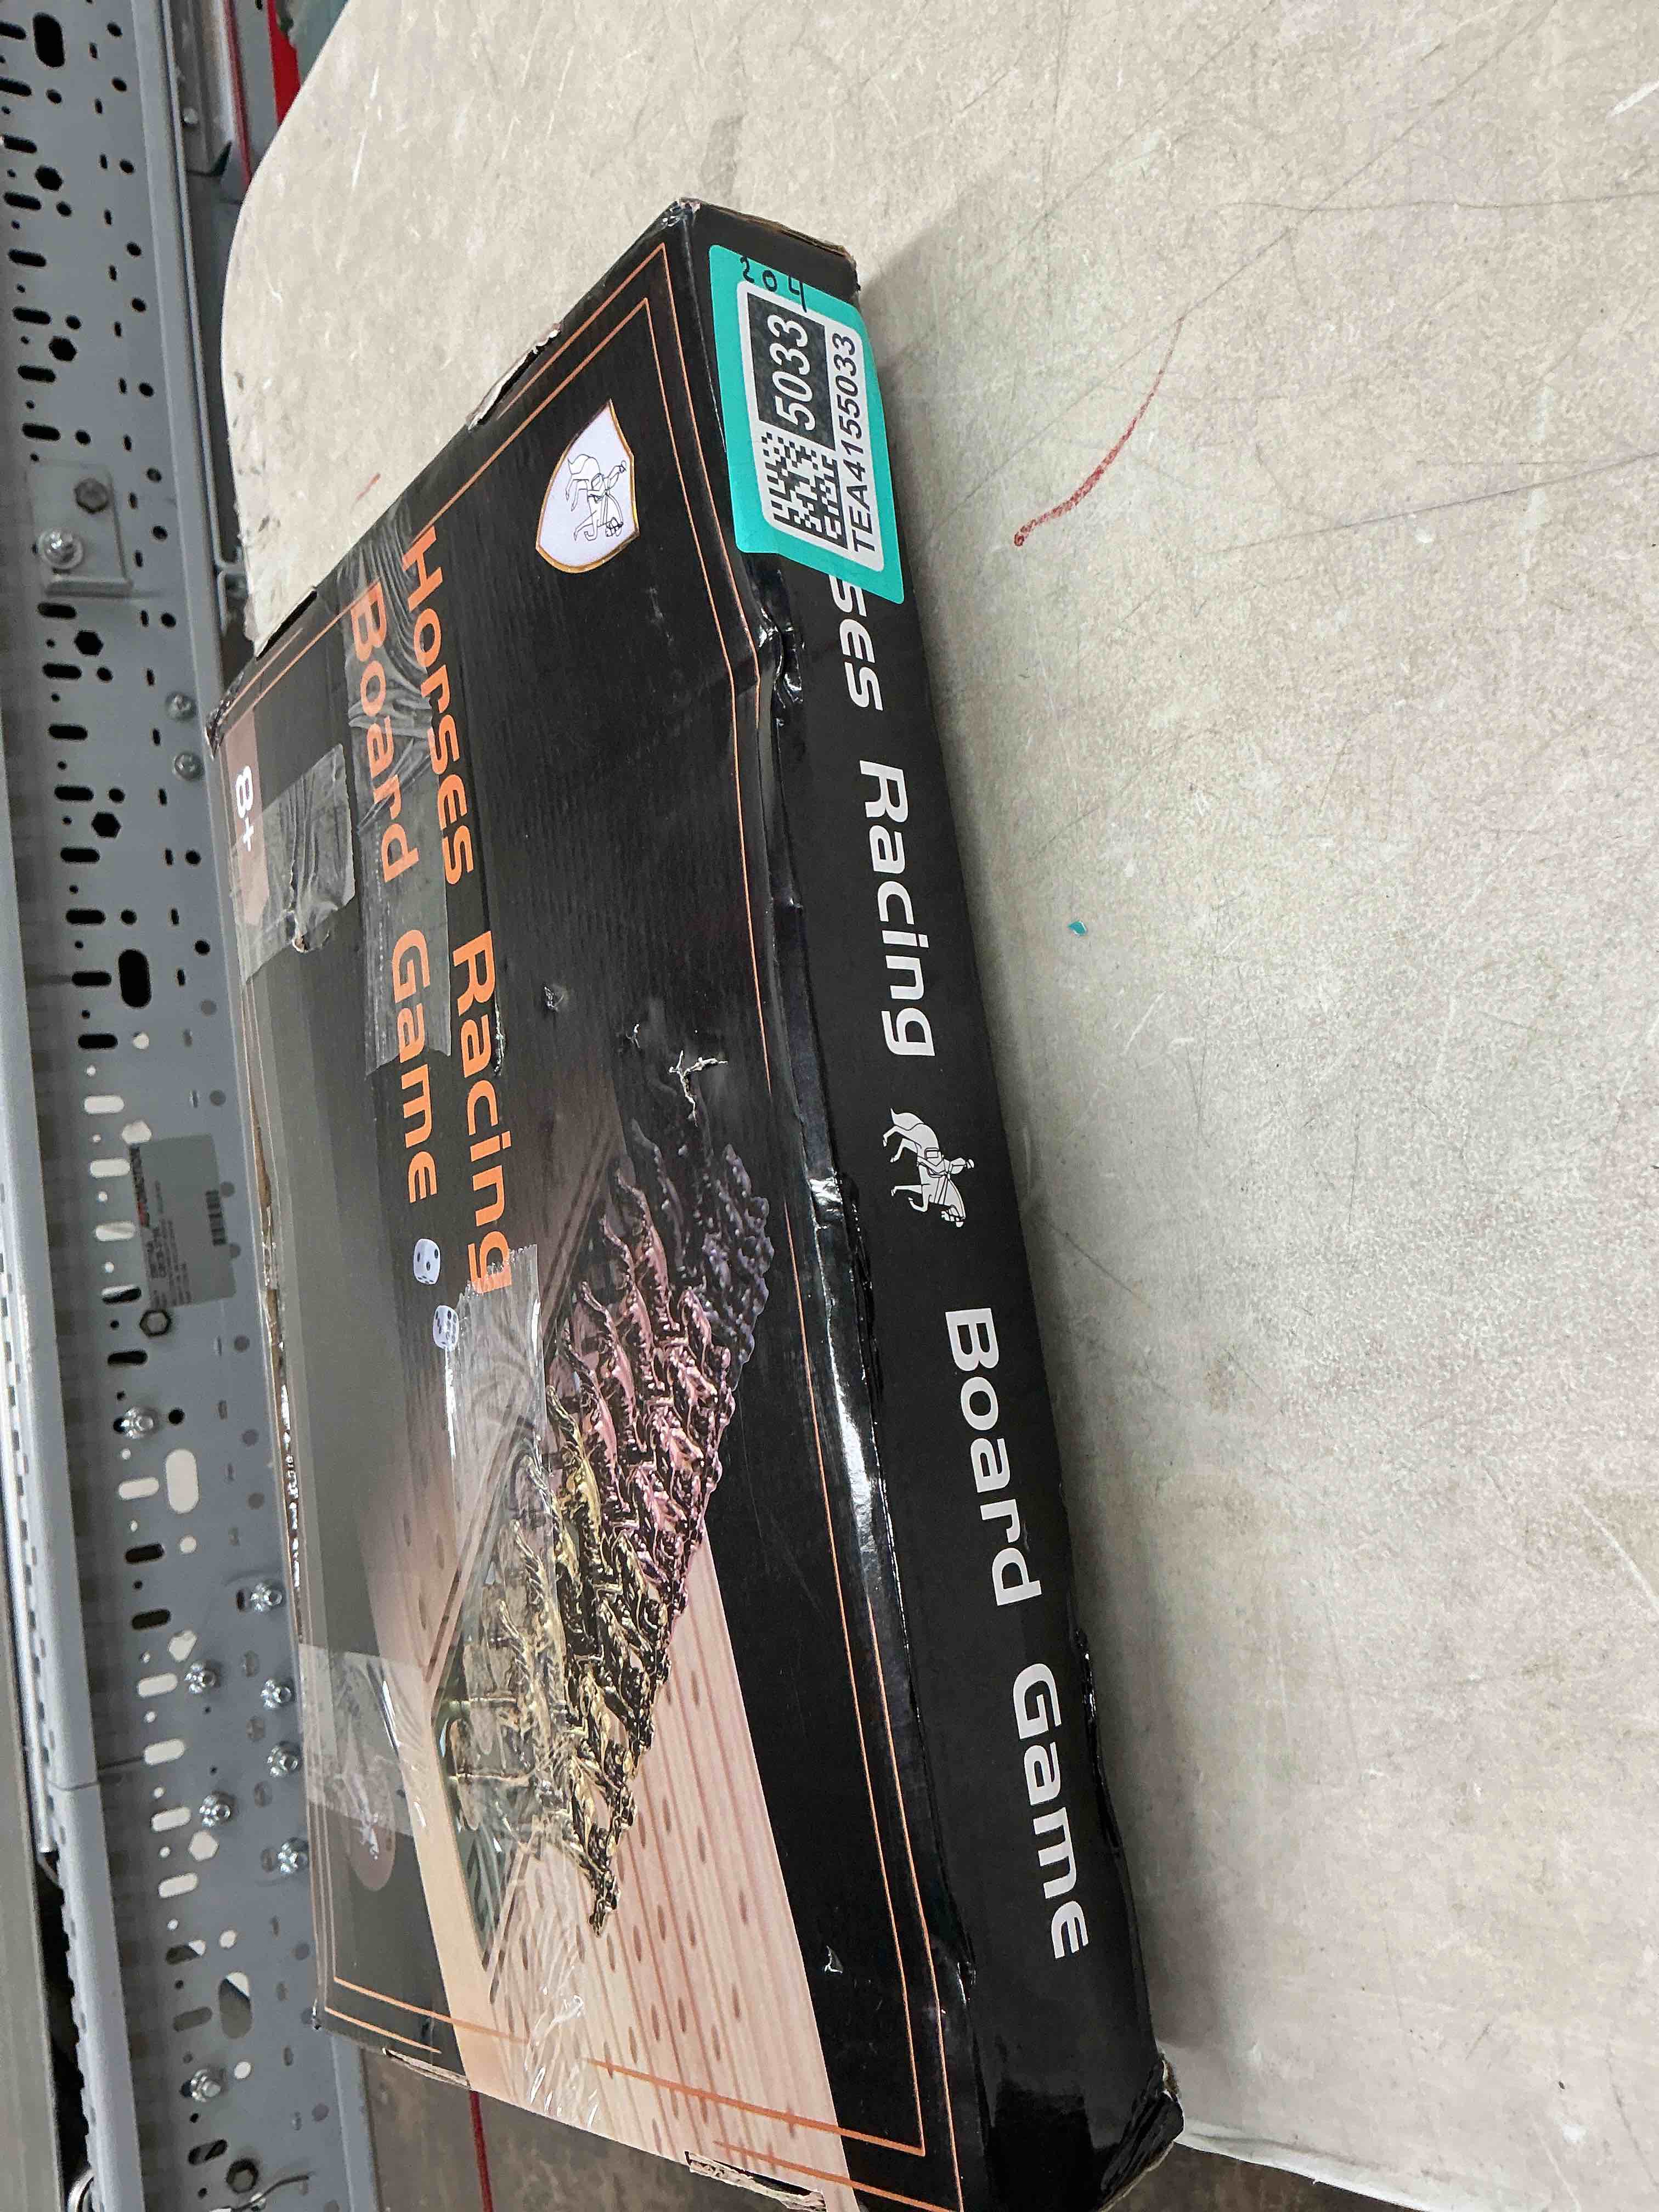 Horses Racing
Board Game
8+
204
5033
TEA4155033
ses Racing Board Game